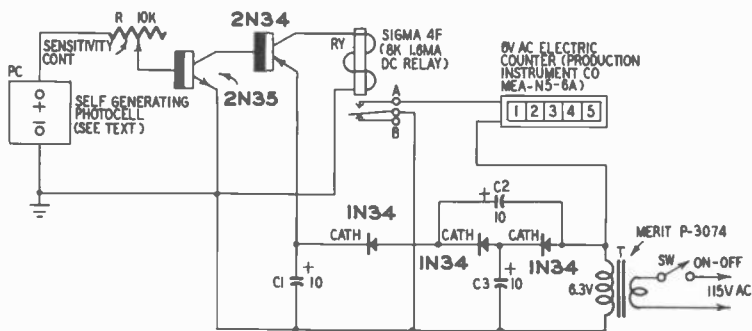 R 10K
SENSITIVITY
CONT
PC
+
−
SELF GENERATING
PHOTOCELL
(SEE TEXT)
2N34
2N35
RY
SIGMA 4F
(8K 1.6MA
DC RELAY)
A
B
6V AC ELECTRIC
COUNTER (PRODUCTION
INSTRUMENT CO
MEA-N5-6A)
1 2 3 4 5
+ C2
10
1N34
CATH
CATH
CATH
1N34
1N34
C1 + 10
C3 + 10
T
MERIT P-3074
6.3V
SW
ON-OFF
115V AC